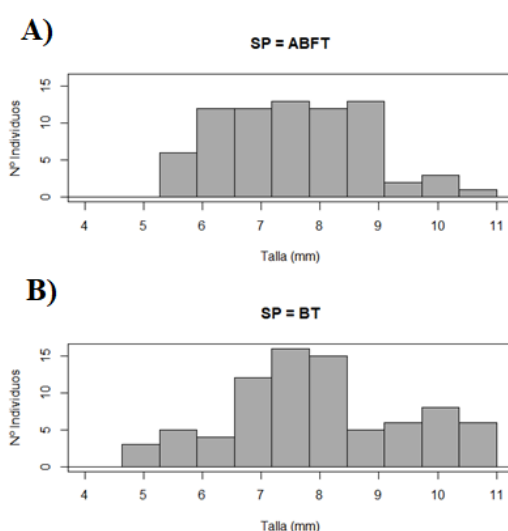 A)
SP = ABFT
Nº Individuos
15
10
5
0
4 5 6 7 8 9 10 11
Talla (mm)
B)
SP = BT
Nº Individuos
15
10
5
0
4 5 6 7 8 9 10 11
Talla (mm)